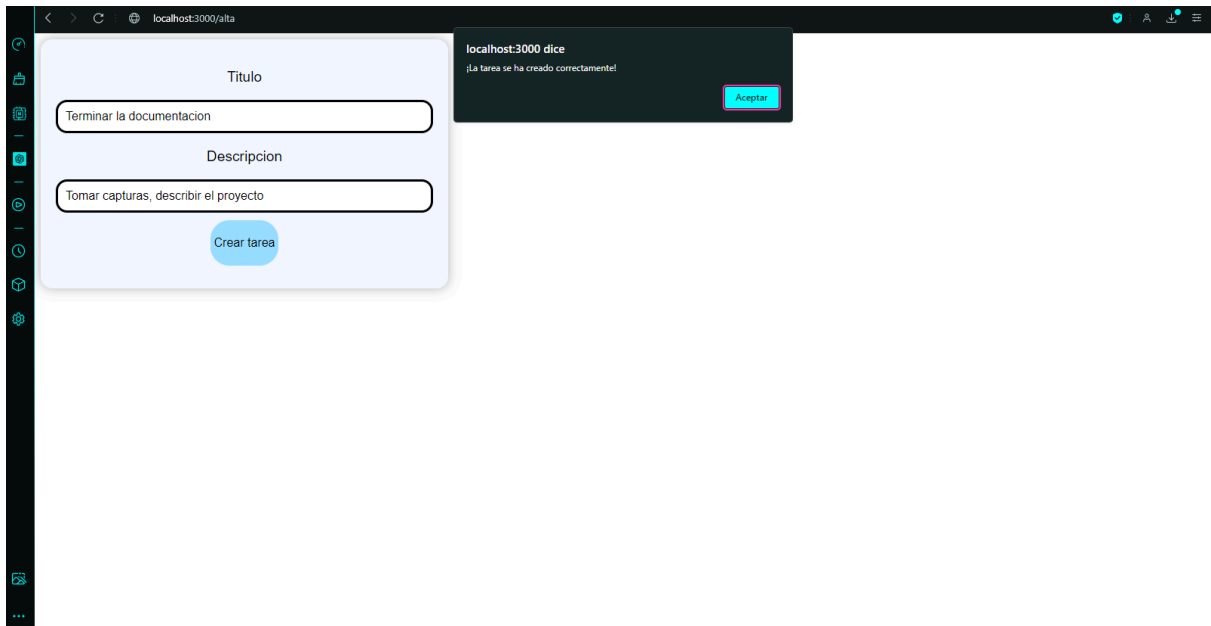 localhost:3000/alta
localhost:3000 dice
¡La tarea se ha creado correctamente!
Aceptar
Titulo
Terminar la documentacion
Descripcion
Tomar capturas, describir el proyecto
Crear tarea